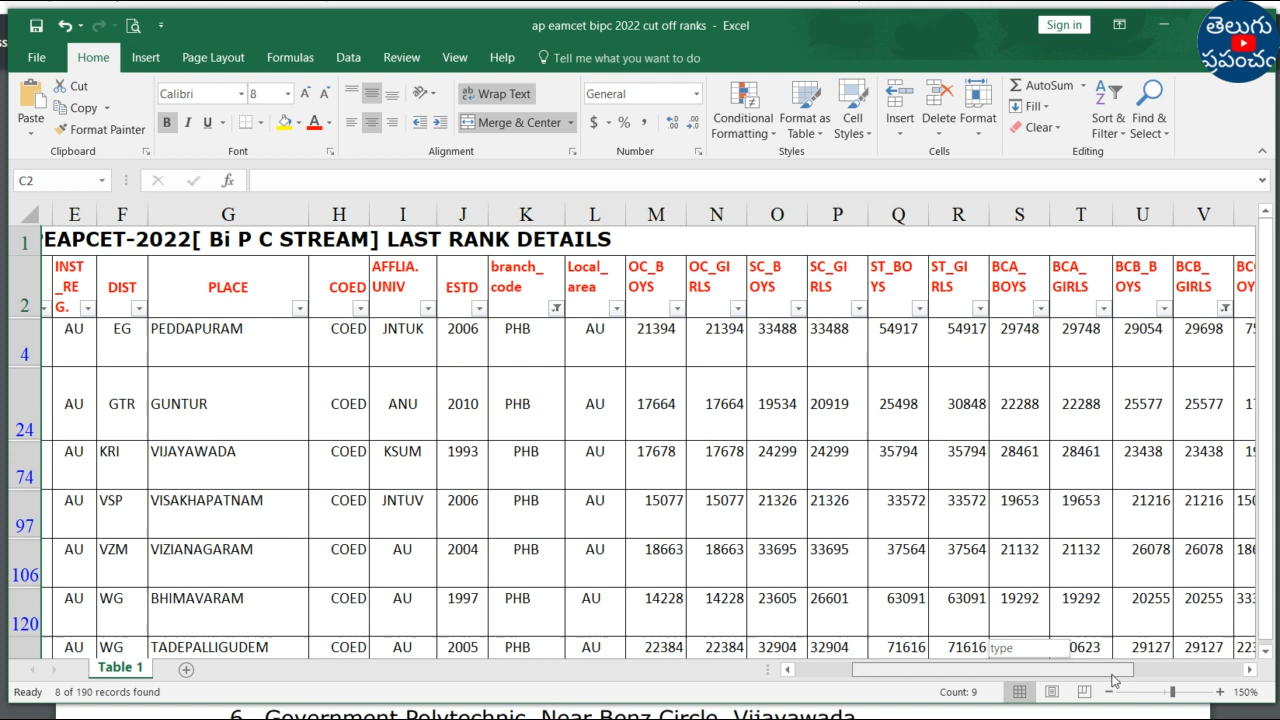 ap eamcet bipc 2022 cut off ranks - Excel
Sign in
తెలుగు
ప్రపంచం
File Home Insert Page Layout Formulas Data Review View Help Tell me what you want to do
Paste
Cut
Copy
Format Painter
Clipboard
Calibri 8
B I U
A
Font
Wrap Text
Merge & Center
Alignment
General
$ % ,
Number
Conditional Formatting
Format as Table
Cell Styles
Styles
Insert
Delete
Format
Cells
AutoSum
Fill
Clear
Sort & Filter
Find & Select
Editing
C2
fx
E F G H I J K L M N O P Q R S T U V
1 PEAPCET-2022[ Bi P C STREAM] LAST RANK DETAILS
2 INST_REG. DIST PLACE COED AFFLIA. UNIV ESTD branch_code Local_area OC_BOYS OC_GIRLS SC_BOYS SC_GIRLS ST_BOYS ST_GIRLS BCA_BOYS BCA_GIRLS BCB_BOYS BCB_GIRLS
4 AU EG PEDDAPURAM COED JNTUK 2006 PHB AU 21394 21394 33488 33488 54917 54917 29748 29748 29054 29698
24 AU GTR GUNTUR COED ANU 2010 PHB AU 17664 17664 19534 20919 25498 30848 22288 22288 25577 25577
74 AU KRI VIJAYAWADA COED KSUM 1993 PHB AU 17678 17678 24299 24299 35794 35794 28461 28461 23438 23438
97 AU VSP VISAKHAPATNAM COED JNTUV 2006 PHB AU 15077 15077 21326 21326 33572 33572 19653 19653 21216 21216
106 AU VZM VIZIANAGARAM COED AU 2004 PHB AU 18663 18663 33695 33695 37564 37564 21132 21132 26078 26078
120 AU WG BHIMAVARAM COED AU 1997 PHB AU 14228 14228 23605 26601 63091 63091 19292 19292 20255 20255
AU WG TADEPALLIGUDEM COED AU 2005 PHB AU 22384 22384 32904 32904 71616 71616 type 29127 29127
Table 1
Ready 8 of 190 records found Count: 9 150%
6. Government Polytechnic, Near Benz Circle, Vijayawada